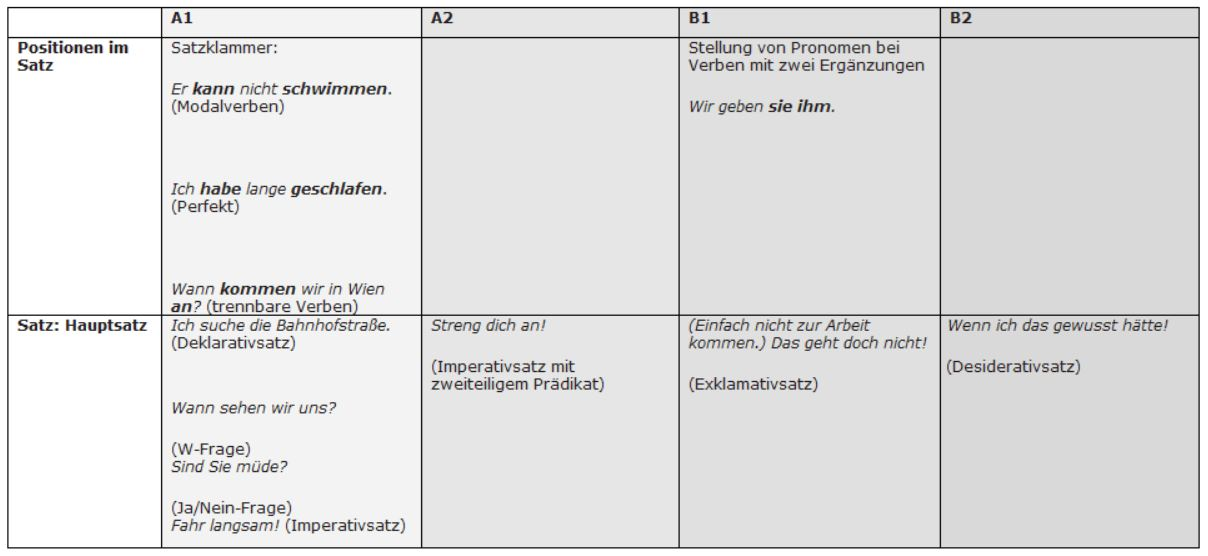 A1 A2 B1 B2
Positionen im
Satz
Satzklammer:
Er kann nicht schwimmen.
(Modalverben)
Ich habe lange geschlafen.
(Perfekt)
Wann kommen wir in Wien
an? (trennbare Verben)
Stellung von Pronomen bei
Verben mit zwei Ergänzungen
Wir geben sie ihm.
Satz: Hauptsatz
Ich suche die Bahnhofstraße.
(Deklarativsatz)
Wann sehen wir uns?
(W-Frage)
Sind Sie müde?
(Ja/Nein-Frage)
Fahr langsam! (Imperativsatz)
Streng dich an!
(Imperativsatz mit
zweiteiligem Prädikat)
(Einfach nicht zur Arbeit
kommen.) Das geht doch nicht!
(Exklamativsatz)
Wenn ich das gewusst hätte!
(Desiderativsatz)